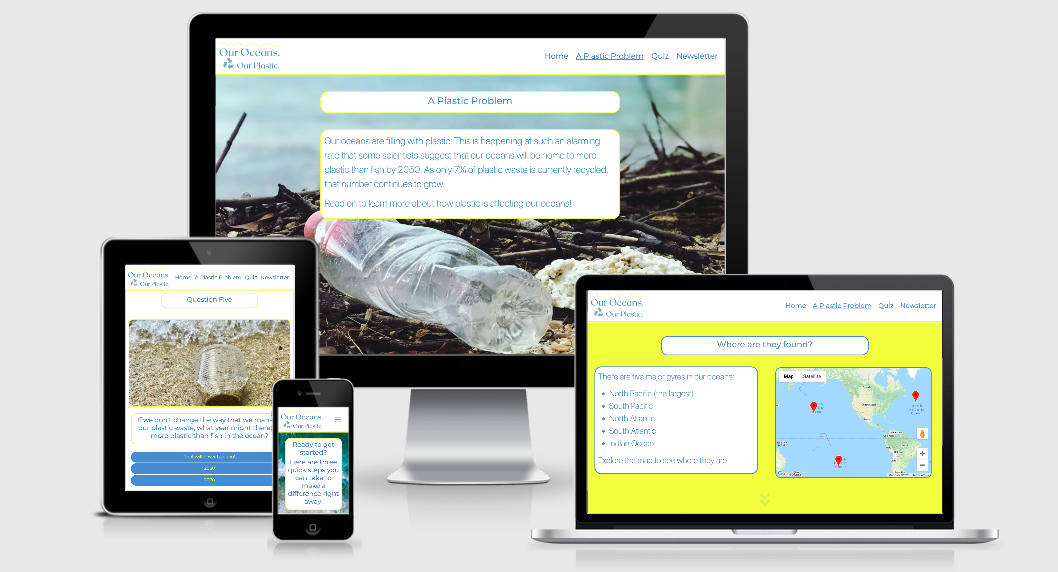 Our Oceans.
Our Plastic.
Home A Plastic Problem Quiz Newsletter
A Plastic Problem
Our oceans are filling with plastic. This is happening at such an alarming
rate that some scientists suggest that our oceans will be home to more
plastic than fish by 2050. As only 7% of plastic waste is currently recycled,
that number continues to grow.
Read on to learn more about how plastic is affecting our oceans!
Our Oceans.
Our Plastic.
Home A Plastic Problem Quiz Newsletter
Question Five
If we don't change the way that we mana
our plastic waste, what year might there
more plastic than fish in the ocean?
2050
Our Oceans.
Our Plastic.
Ready to get
started?
Here are three
quick steps you
can take to
make a
difference right
away.
Our Oceans.
Our Plastic.
Home A Plastic Problem Quiz Newsletter
Where are they found?
There are five major gyres in our oceans:
North Pacific (the largest)
South Pacific
North Atlantic
South Atlantic
Indian Ocean
Explore the map to see where they are
Map Satellite